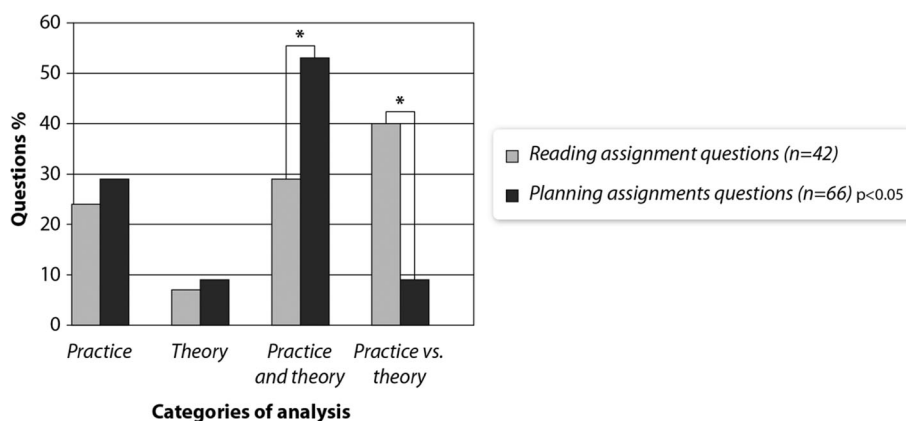 60
50
40
30
20
10
0
Questions %
*
*
Practice
Theory
Practice
and theory
Practice vs.
theory
Categories of analysis
Reading assignment questions (n=42)
Planning assignments questions (n=66) p<0.05